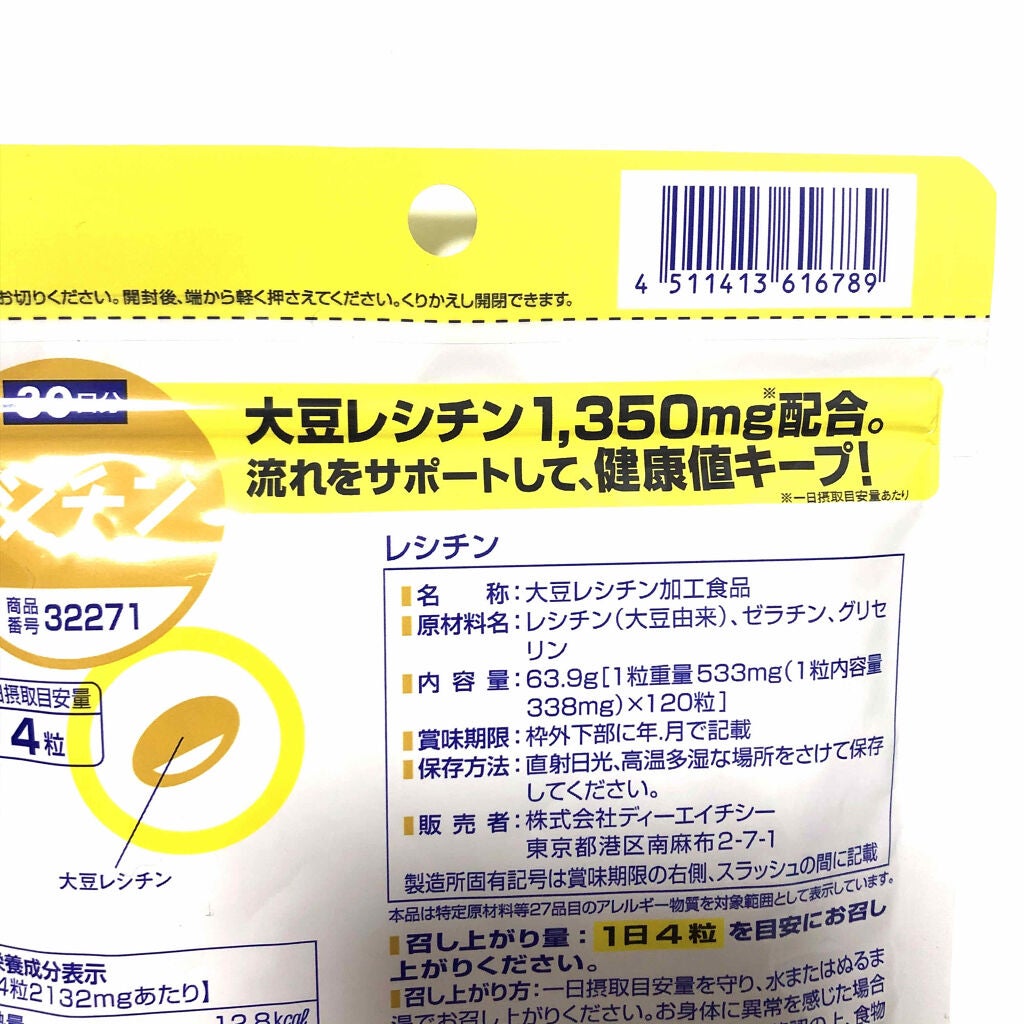 4 511413 616789
お切りください。開封後、端から軽く押さえてください。くりかえし開閉できます。
30日分
シチン
商品
番号 32271
大豆レシチン1,350mg※配合。
流れをサポートして、健康値キープ!
※一日摂取目安量あたり
日摂取目安量
4粒
大豆レシチン
レシチン
名称:大豆レシチン加工食品
原材料名:レシチン(大豆由来)、ゼラチン、グリセ
リン
内容量:63.9g[1粒重量533mg(1粒内容量
338mg)×120粒]
賞味期限:枠外下部に年.月で記載
保存方法:直射日光、高温多湿な場所をさけて保存
してください。
販売者:株式会社ディーエイチシー
東京都港区南麻布2-7-1
製造所固有記号は賞味期限の右側、スラッシュの間に記載
本品は特定原材料等27品目のアレルギー物質を対象範囲として表示しています。
召し上がり量:1日4粒を目安にお召し
上がりください。
召し上がり方:一日摂取目安量を守り、水またはぬるま
湯でお召し上がりください。お身体に異常を感じた場合
の上、食物
栄養成分表示
4粒2132mgあたり】
12.8kcal